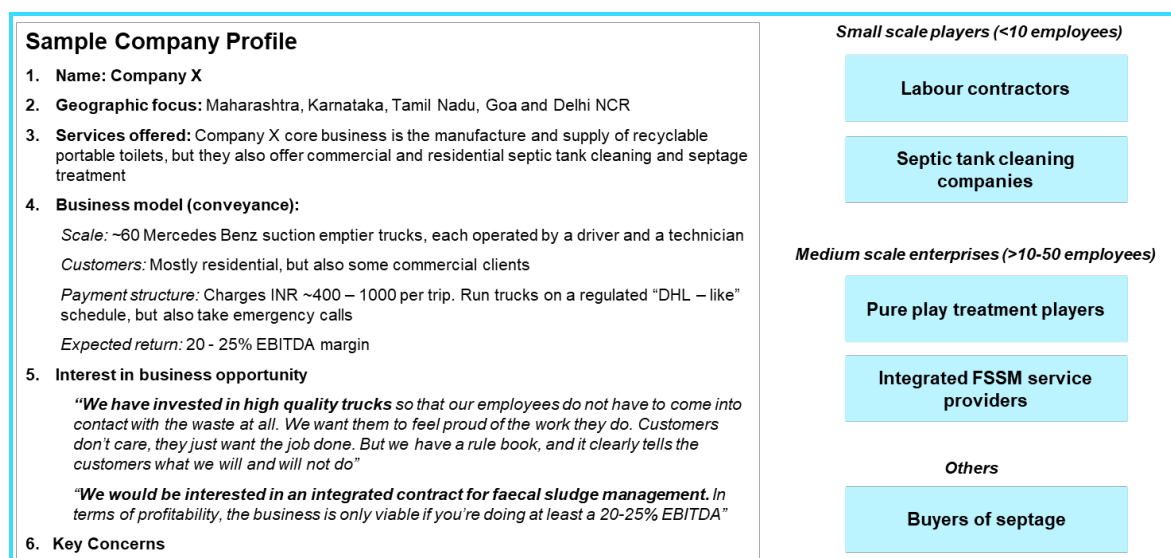 Sample Company Profile
1. Name: Company X
2. Geographic focus: Maharashtra, Karnataka, Tamil Nadu, Goa and Delhi NCR
3. Services offered: Company X core business is the manufacture and supply of recyclable
portable toilets, but they also offer commercial and residential septic tank cleaning and septage
treatment
4. Business model (conveyance):
Scale: ~60 Mercedes Benz suction emptier trucks, each operated by a driver and a technician
Customers: Mostly residential, but also some commercial clients
Payment structure: Charges INR ~400 – 1000 per trip. Run trucks on a regulated “DHL – like”
schedule, but also take emergency calls
Expected return: 20 - 25% EBITDA margin
5. Interest in business opportunity
“We have invested in high quality trucks so that our employees do not have to come into
contact with the waste at all. We want them to feel proud of the work they do. Customers
don’t care, they just want the job done. But we have a rule book, and it clearly tells the
customers what we will and will not do”
“We would be interested in an integrated contract for faecal sludge management. In
terms of profitability, the business is only viable if you’re doing at least a 20-25% EBITDA”
6. Key Concerns
Small scale players (<10 employees)
Labour contractors
Septic tank cleaning
companies
Medium scale enterprises (>10-50 employees)
Pure play treatment players
Integrated FSSM service
providers
Others
Buyers of septage